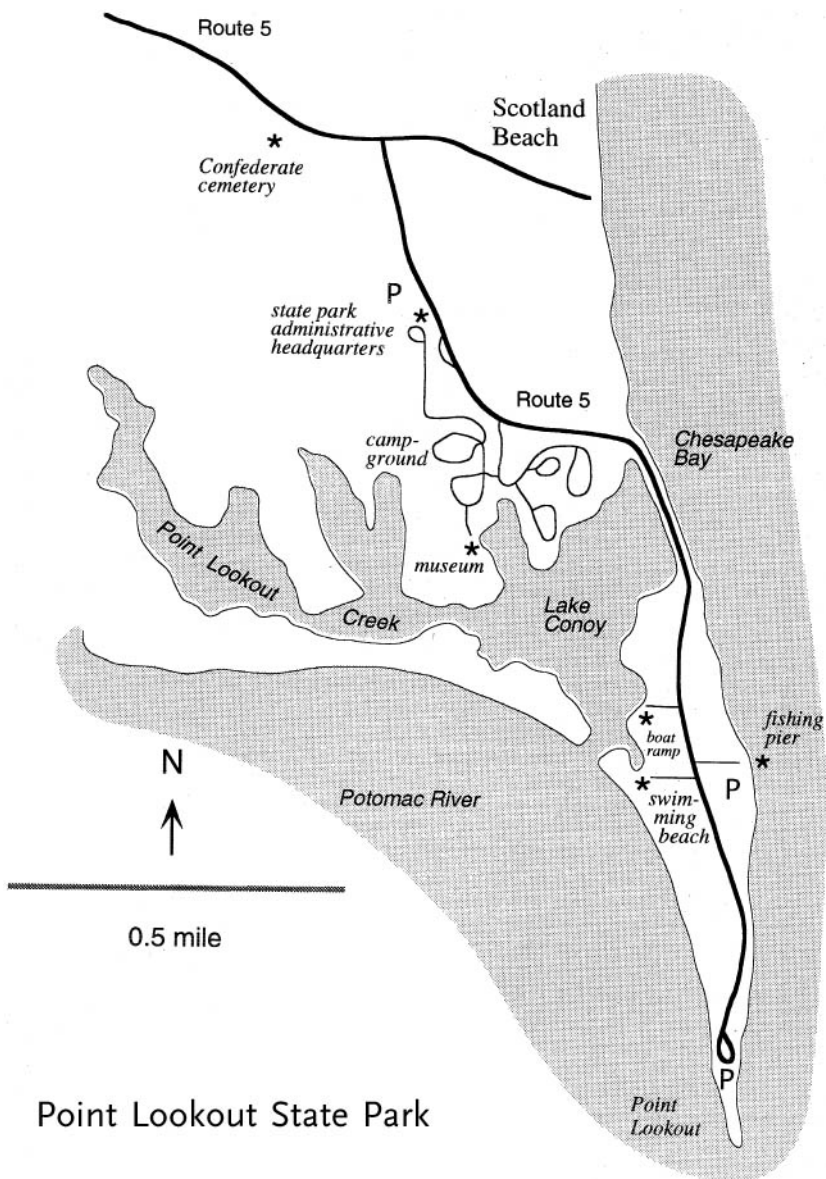 Route 5
Scotland
Beach
Confederate
cemetery
P
state park
administrative
headquarters
Route 5
camp-
ground
Chesapeake
Bay
Point Lookout
museum
Creek
Lake
Conoy
boat
ramp
fishing
pier
N
P
Potomac River
swim-
ming
beach
0.5 mile
P
Point Lookout State Park
Point
Lookout